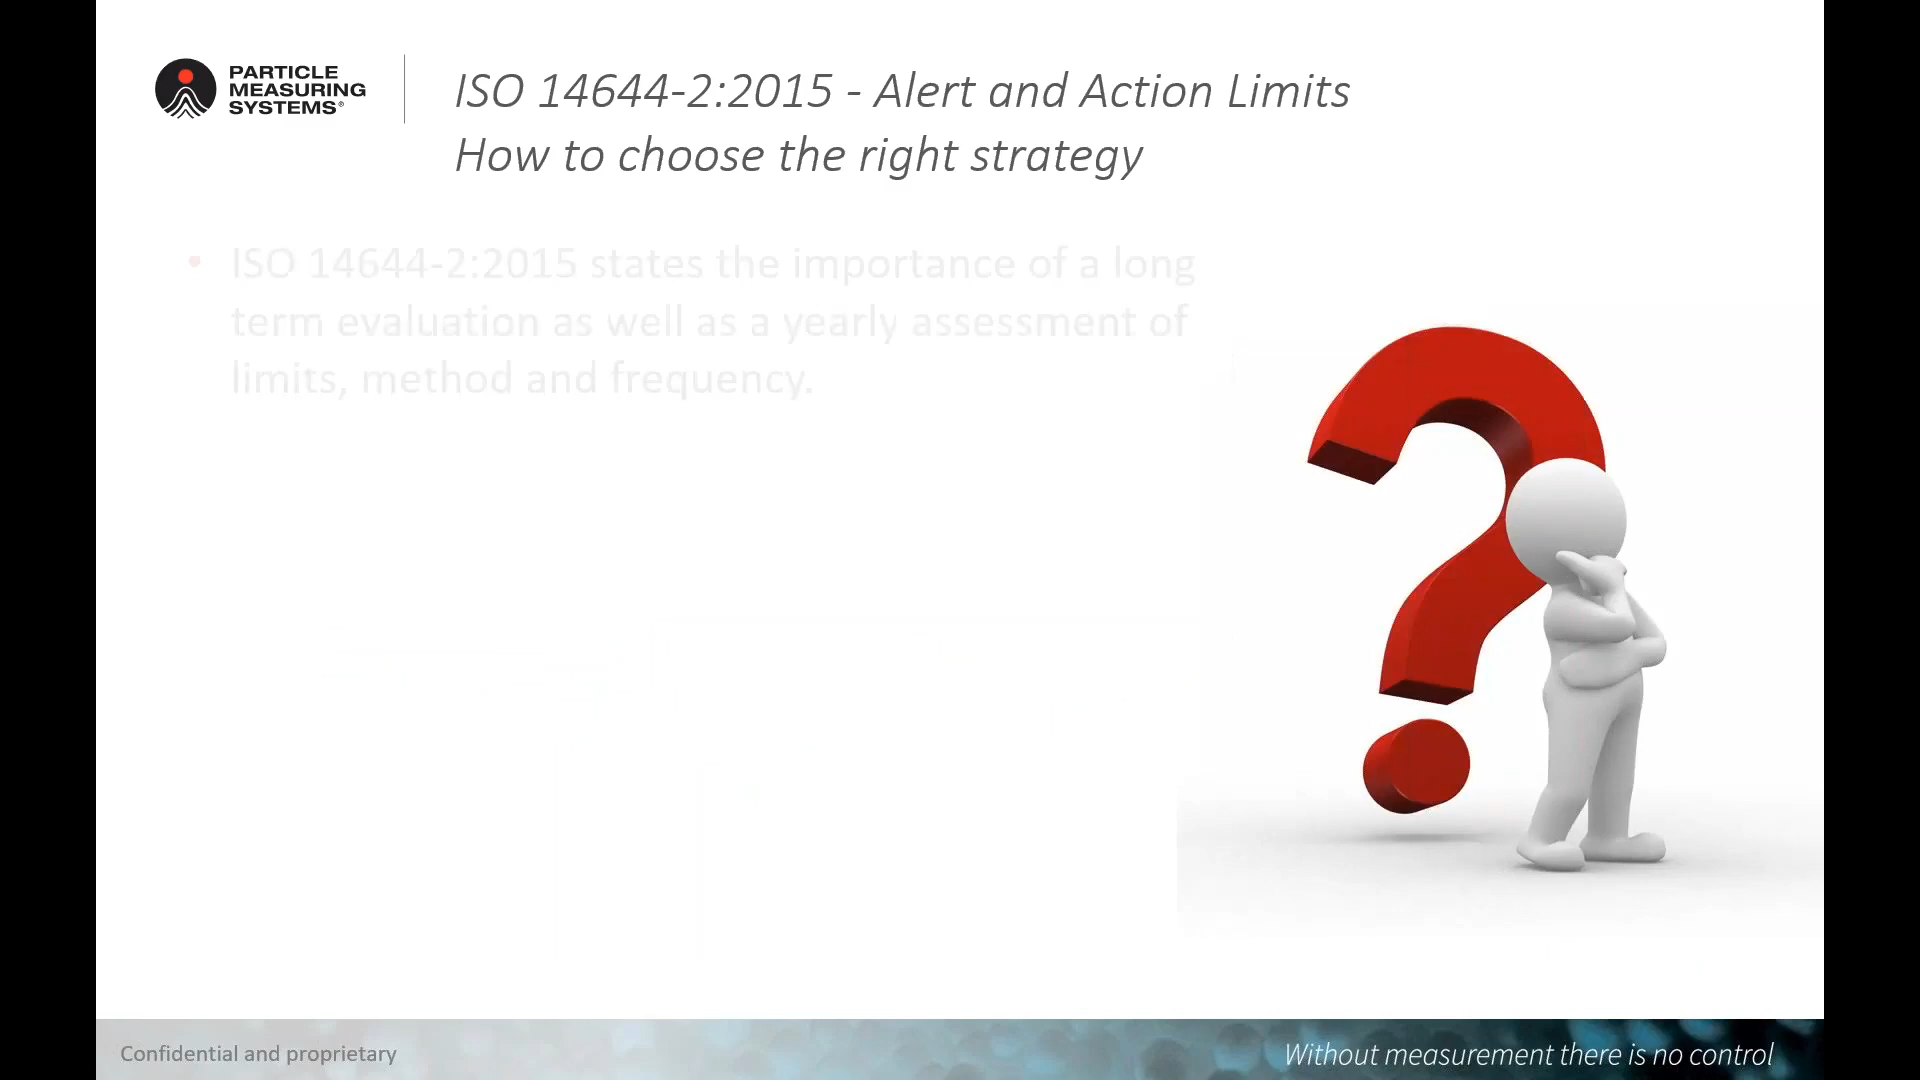 PARTICLE
MEASURING
SYSTEMS®
ISO 14644-2:2015 - Alert and Action Limits
How to choose the right strategy
• ISO 14644-2:2015 states the importance of a long
term evaluation as well as a yearly assessment of
limits, method and frequency.
Confidential and proprietary
Without measurement there is no control